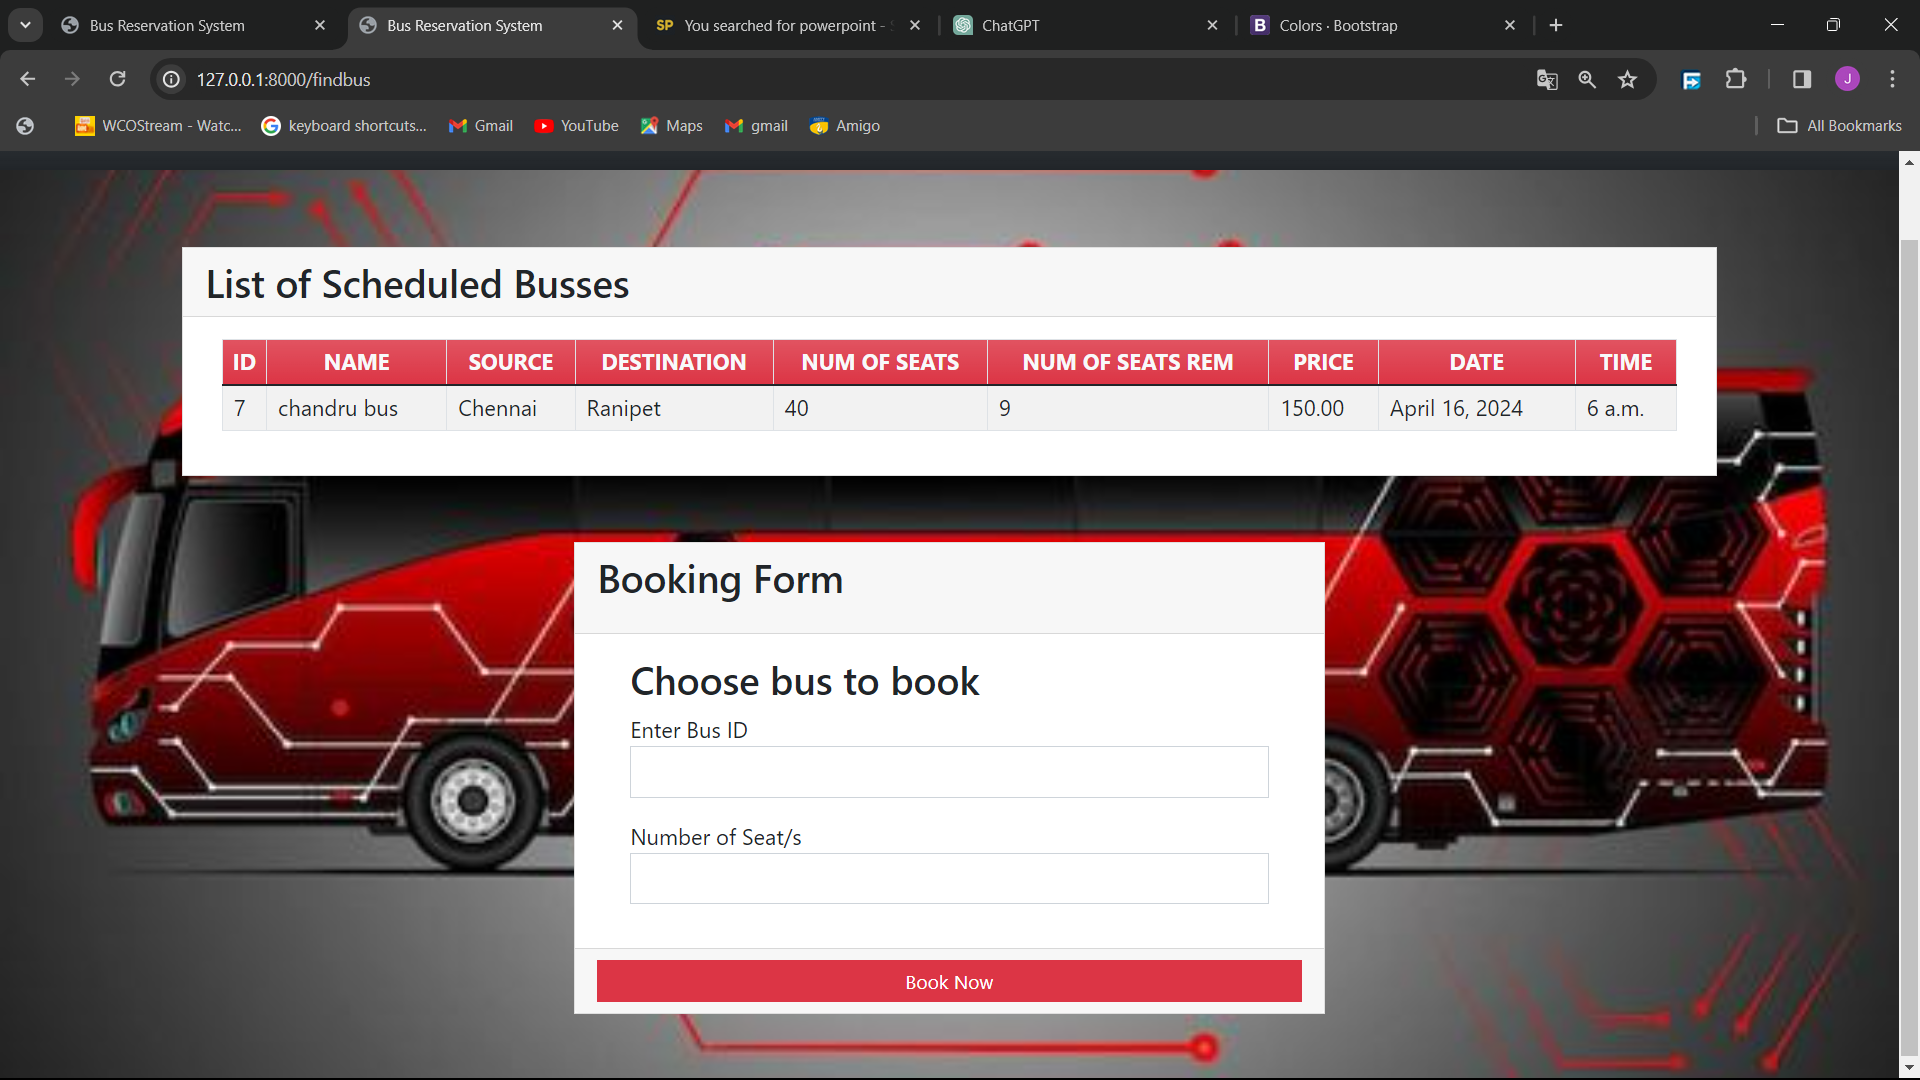 Bus Reservation System
Bus Reservation System
SP You searched for powerpoint -
ChatGPT
B Colors · Bootstrap
127.0.0.1:8000/findbus
J
WCOStream - Watc...
keyboard shortcuts...
Gmail
YouTube
Maps
gmail
Amigo
All Bookmarks
List of Scheduled Busses
ID NAME SOURCE DESTINATION NUM OF SEATS NUM OF SEATS REM PRICE DATE TIME
7 chandru bus Chennai Ranipet 40 9 150.00 April 16, 2024 6 a.m.
Booking Form
Choose bus to book
Enter Bus ID
Number of Seat/s
Book Now